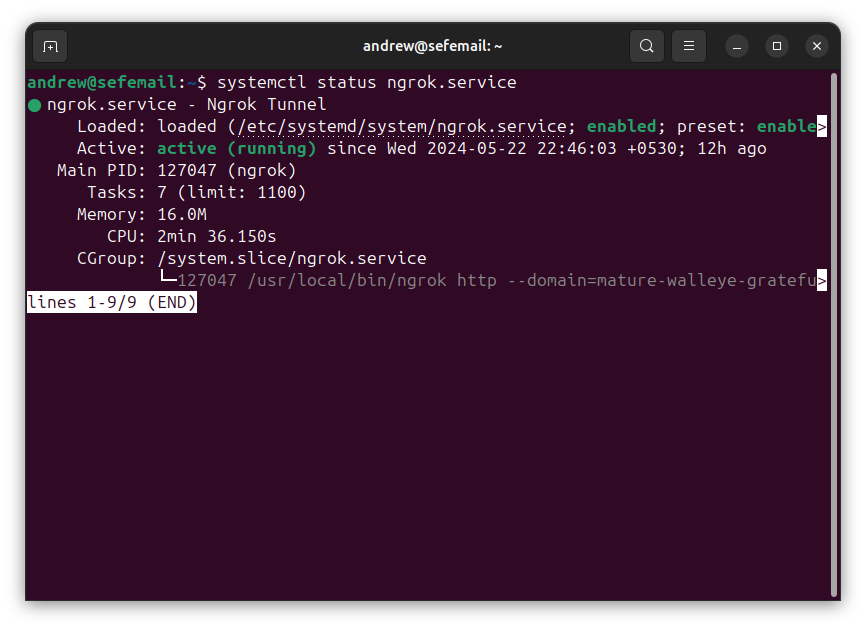 andrew@sefemail: ~
andrew@sefemail:~$ systemctl status ngrok.service
● ngrok.service - Ngrok Tunnel
     Loaded: loaded (/etc/systemd/system/ngrok.service; enabled; preset: enable>
     Active: active (running) since Wed 2024-05-22 22:46:03 +0530; 12h ago
   Main PID: 127047 (ngrok)
      Tasks: 7 (limit: 1100)
     Memory: 16.0M
        CPU: 2min 36.150s
     CGroup: /system.slice/ngrok.service
             └─127047 /usr/local/bin/ngrok http --domain=mature-walleye-gratefu>
lines 1-9/9 (END)